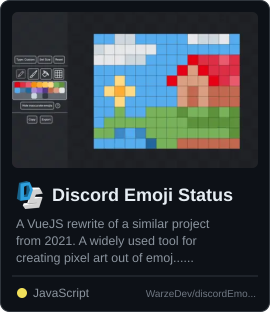 Discord Emoji Status
A VueJS rewrite of a similar project
from 2021. A widely used tool for
creating pixel art out of emoj......
JavaScript
WarzeDev/discordEmo...